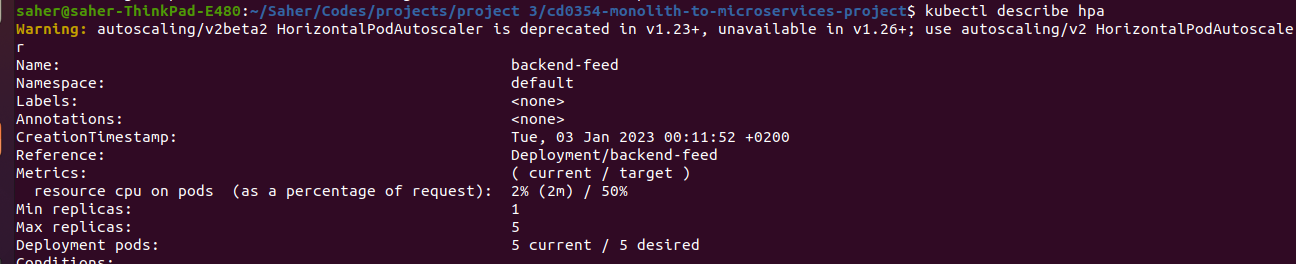 saher@saher-ThinkPad-E480:~/Saher/Codes/projects/project 3/cd0354-monolith-to-microservices-project$ kubectl describe hpa
Warning: autoscaling/v2beta2 HorizontalPodAutoscaler is deprecated in v1.23+, unavailable in v1.26+; use autoscaling/v2 HorizontalPodAutoscale
r
Name: backend-feed
Namespace: default
Labels: <none>
Annotations: <none>
CreationTimestamp: Tue, 03 Jan 2023 00:11:52 +0200
Reference: Deployment/backend-feed
Metrics: ( current / target )
  resource cpu on pods  (as a percentage of request): 2% (2m) / 50%
Min replicas: 1
Max replicas: 5
Deployment pods: 5 current / 5 desired
Conditions: